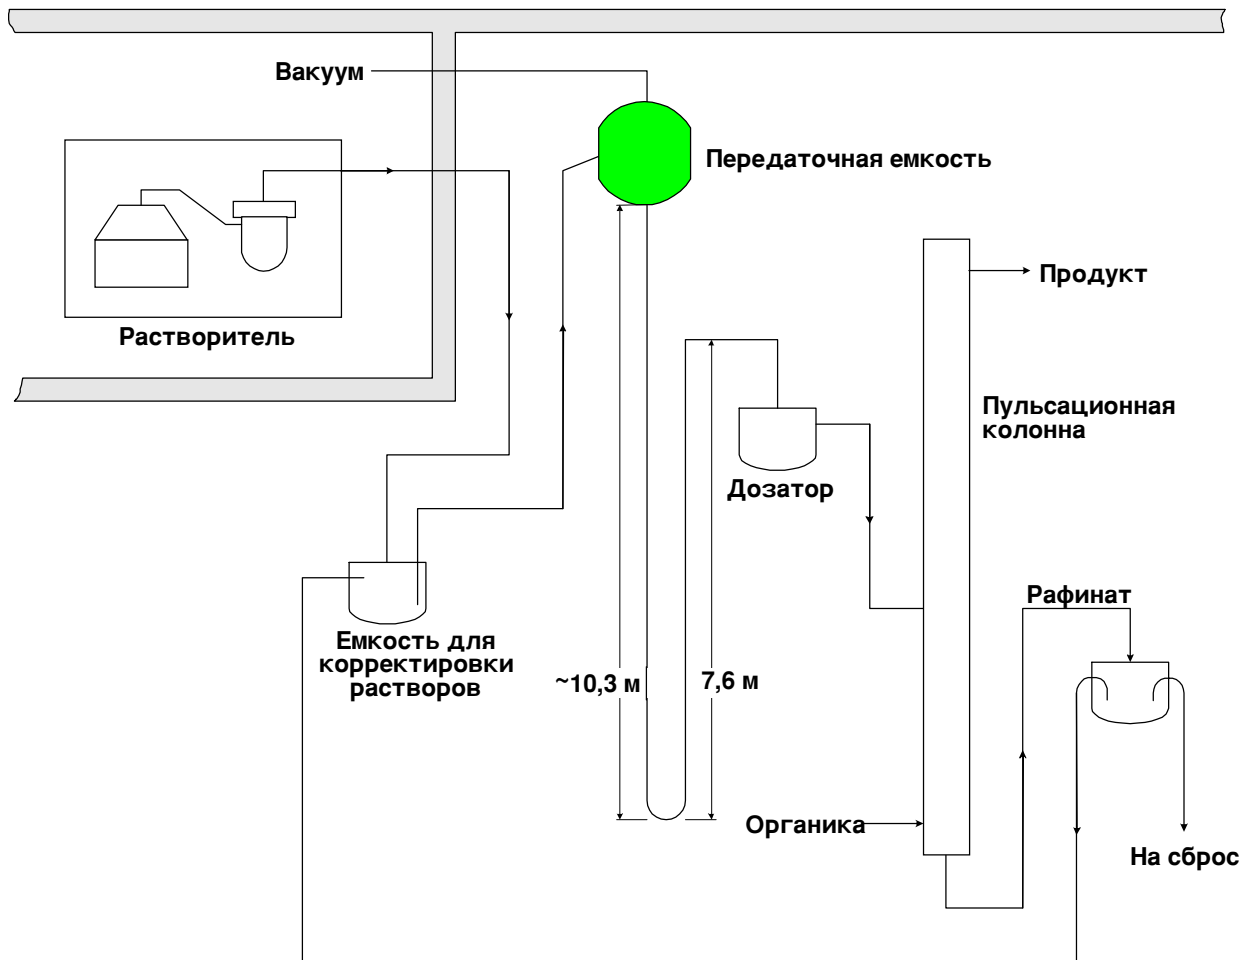 Вакуум
Передаточная емкость
Продукт
Растворитель
Пульсационная
колонна
Дозатор
Рафинат
Емкость для
корректировки
растворов
~10,3 м
7,6 м
Органика
На сброс